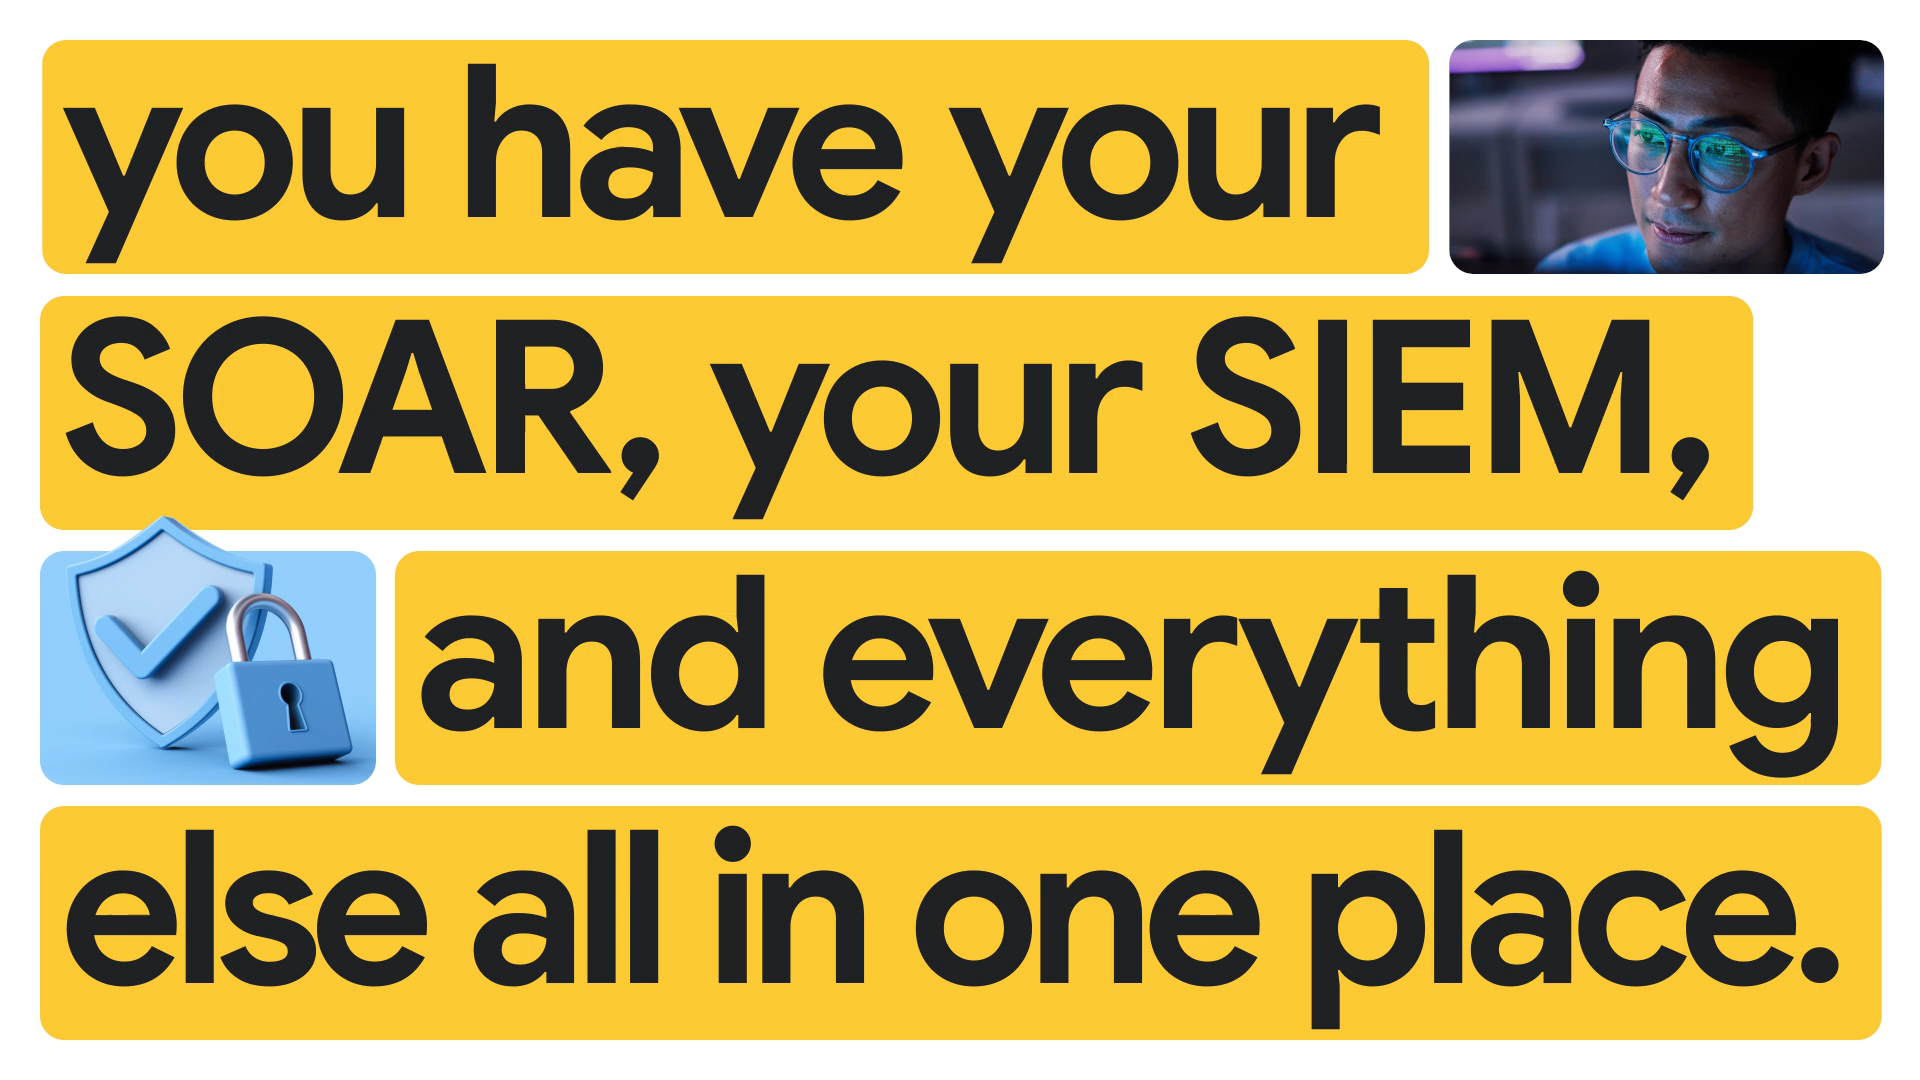 you have your
SOAR, your SIEM,
and everything
else all in one place.